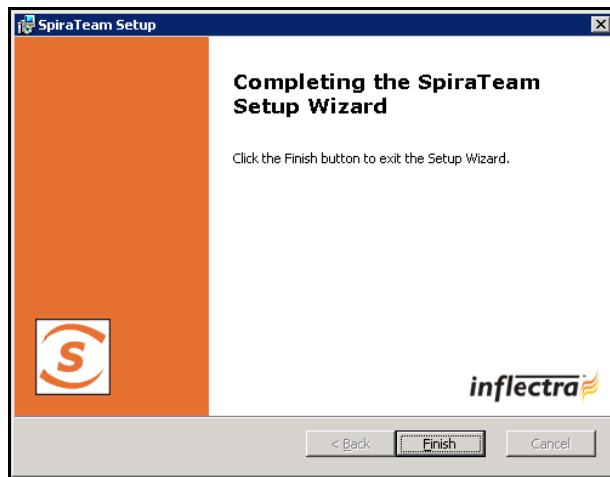 SpiraTeam Setup
Completing the SpiraTeam
Setup Wizard
Click the Finish button to exit the Setup Wizard.
S
inflectra
< Back
Finish
Cancel